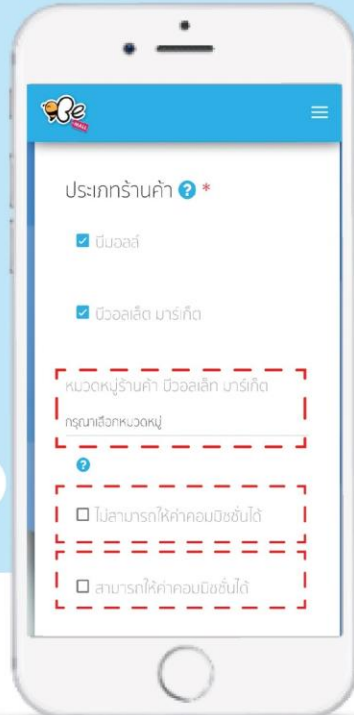 Be
ประเภทร้านค้า ? *
บีมอลล์
บีวอลเล็ต มาร์เก็ต
หมวดหมู่ร้านค้า บีวอลเล็ท มาร์เก็ต
กรุณาเลือกหมวดหมู่
?
ไม่สามารถให้ค่าคอมมิชชั่นได้
สามารถให้ค่าคอมมิชชั่นได้